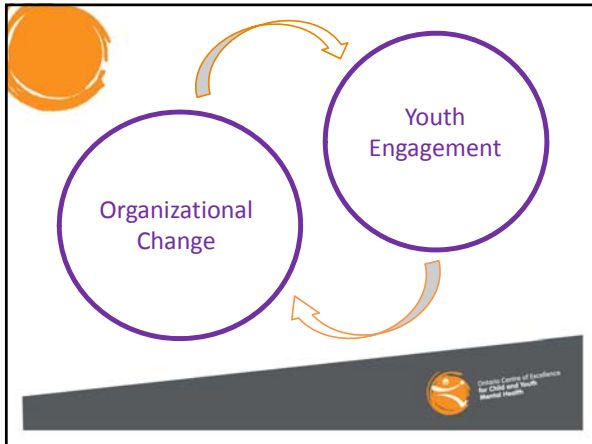 Youth
Engagement
Organizational
Change
Ontario Centre of Excellence
for Child and Youth
Mental Health